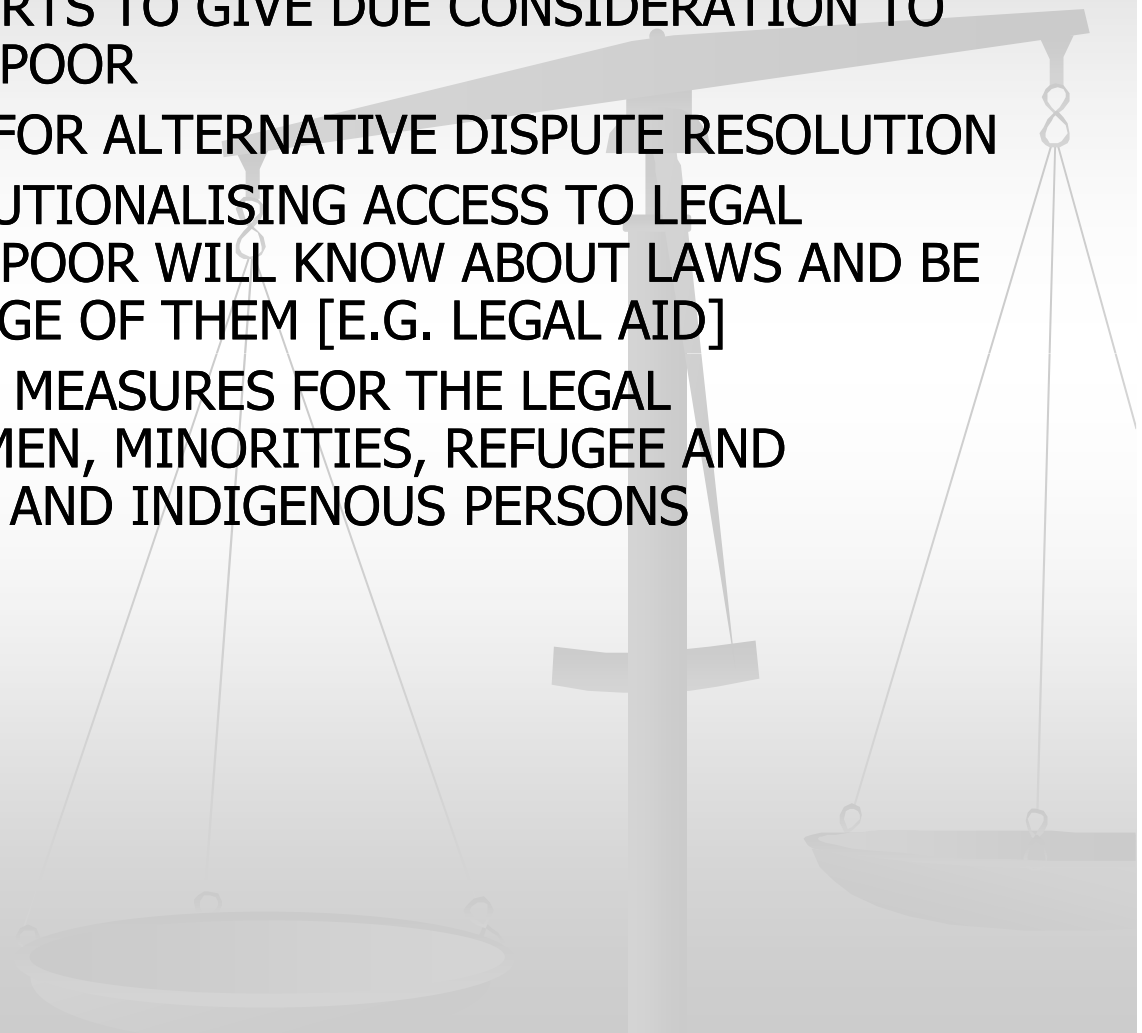 RTS TO GIVE DUE CONSIDERATION TO
POOR
FOR ALTERNATIVE DISPUTE RESOLUTION
UTIONALISING ACCESS TO LEGAL
POOR WILL KNOW ABOUT LAWS AND BE
GE OF THEM [E.G. LEGAL AID]
MEASURES FOR THE LEGAL
MEN, MINORITIES, REFUGEE AND
AND INDIGENOUS PERSONS